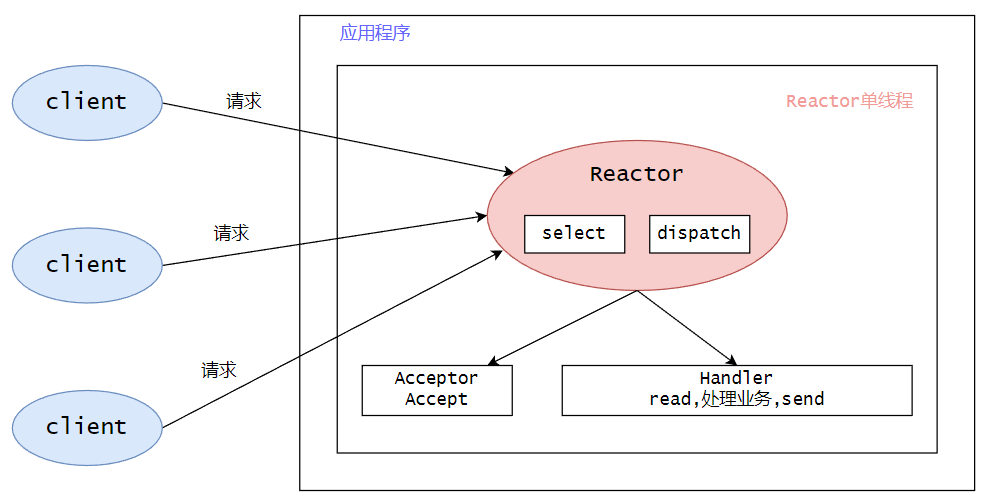 应用程序
Reactor单线程
client
请求
client
请求
client
请求
Reactor
select
dispatch
Acceptor
Accept
Handler
read,处理业务,send